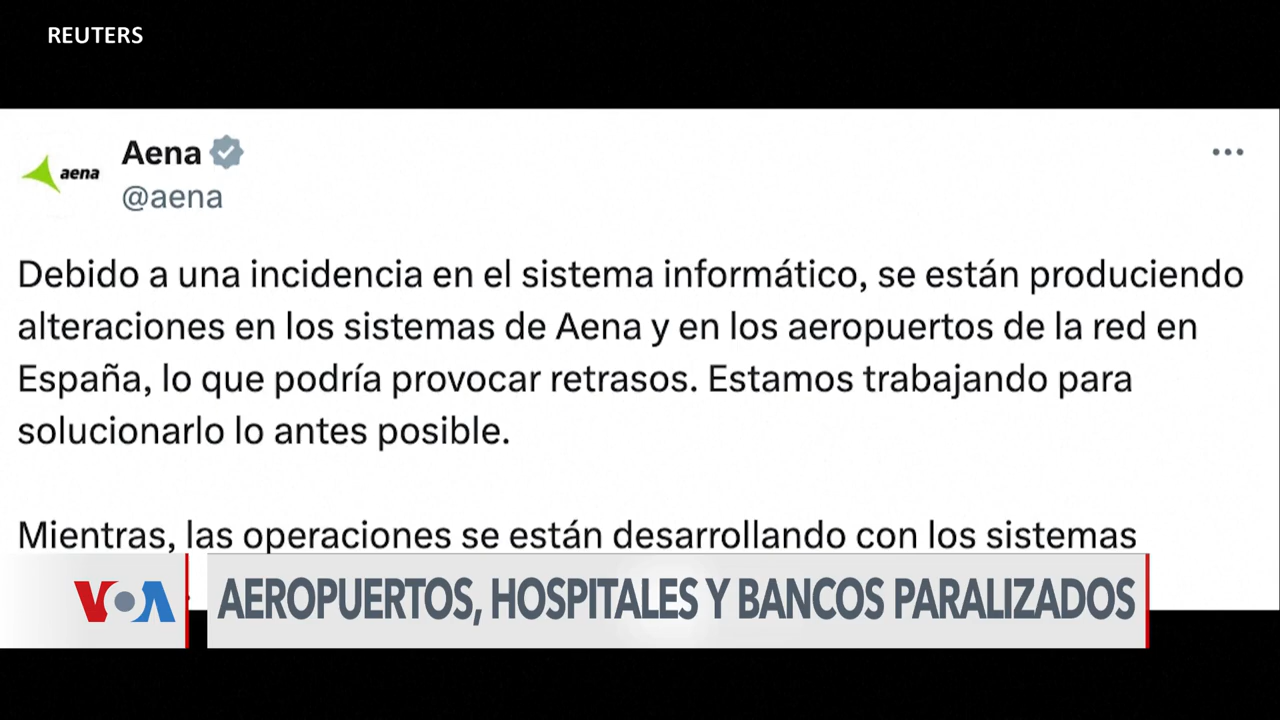 REUTERS
aena
Aena
@aena
Debido a una incidencia en el sistema informático, se están produciendo
alteraciones en los sistemas de Aena y en los aeropuertos de la red en
España, lo que podría provocar retrasos. Estamos trabajando para
solucionarlo lo antes posible.
Mientras, las operaciones se están desarrollando con los sistemas
VOA
AEROPUERTOS, HOSPITALES Y BANCOS PARALIZADOS